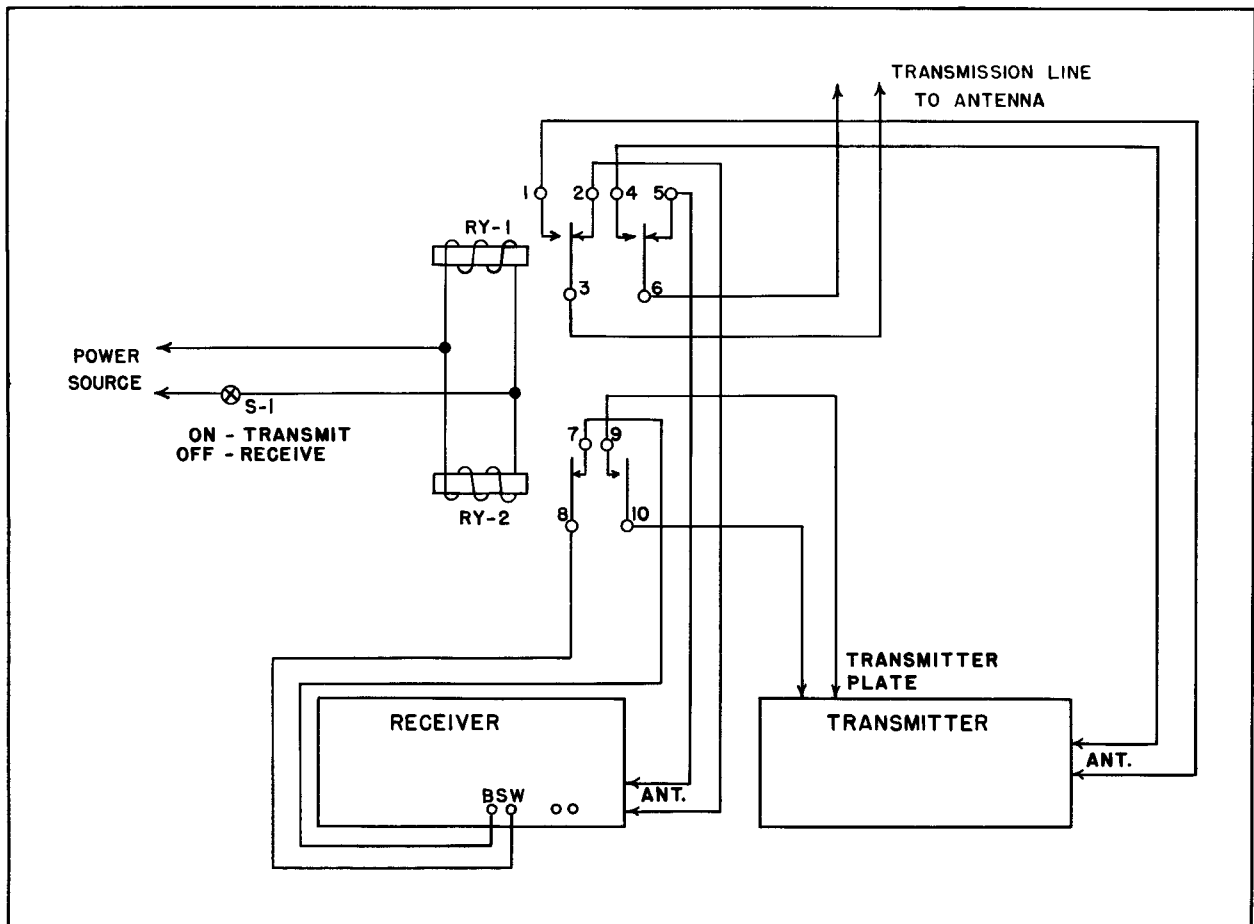 TRANSMISSION LINE
TO ANTENNA
1
2
4
5
RY-1
3
6
POWER
SOURCE
S-1
ON - TRANSMIT
OFF - RECEIVE
7
9
RY-2
8
10
TRANSMITTER
PLATE
RECEIVER
TRANSMITTER
ANT.
BSW
ANT.